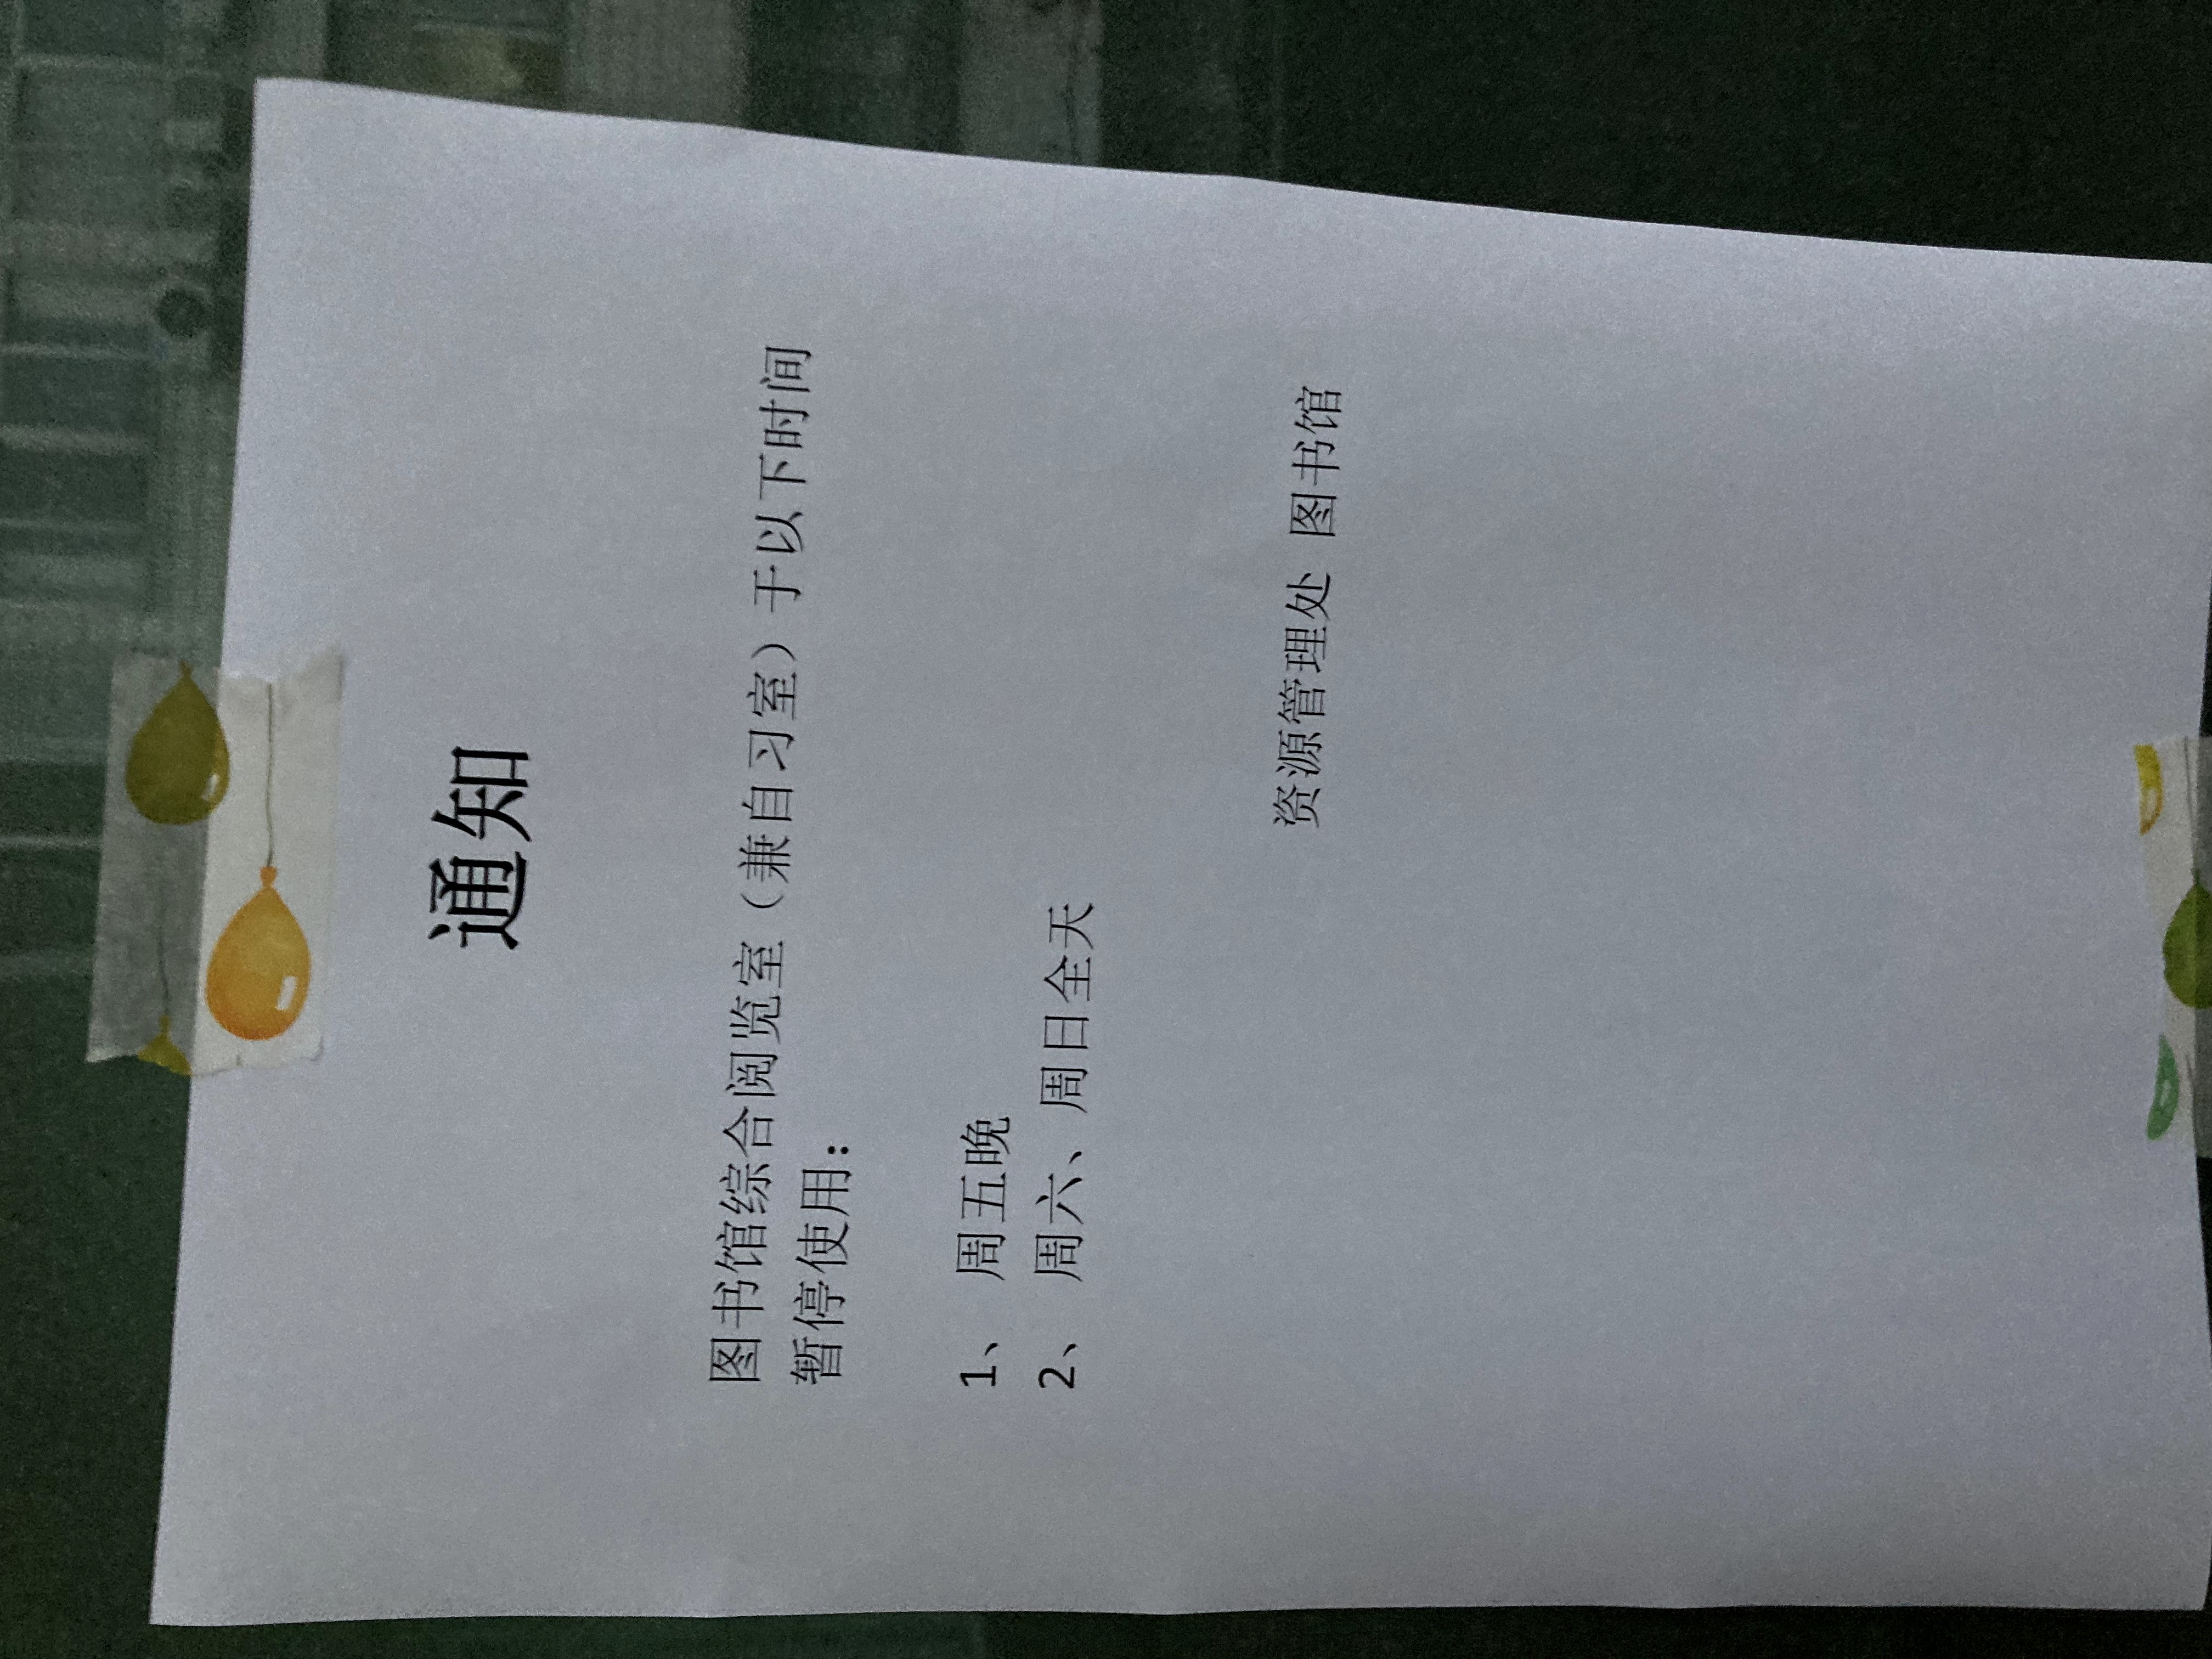 通知
图书馆综合阅览室（兼自习室）于以下时间
暂停使用：
1、 周五晚
2、 周六、周日全天
资源管理处 图书馆